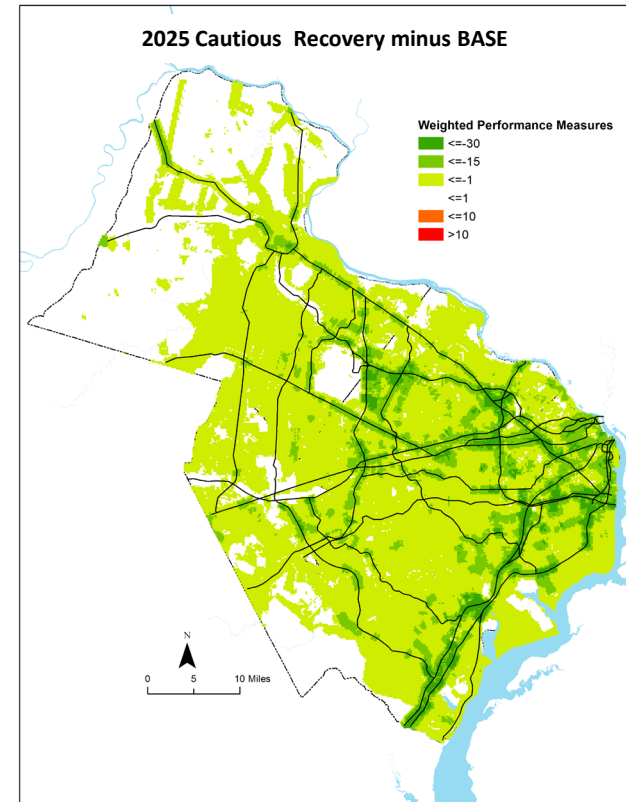 2025 Cautious  Recovery minus BASE
Weighted Performance Measures
<=-30
<=-15
<=-1
<=1
<=10
>10
N
0 5 10 Miles